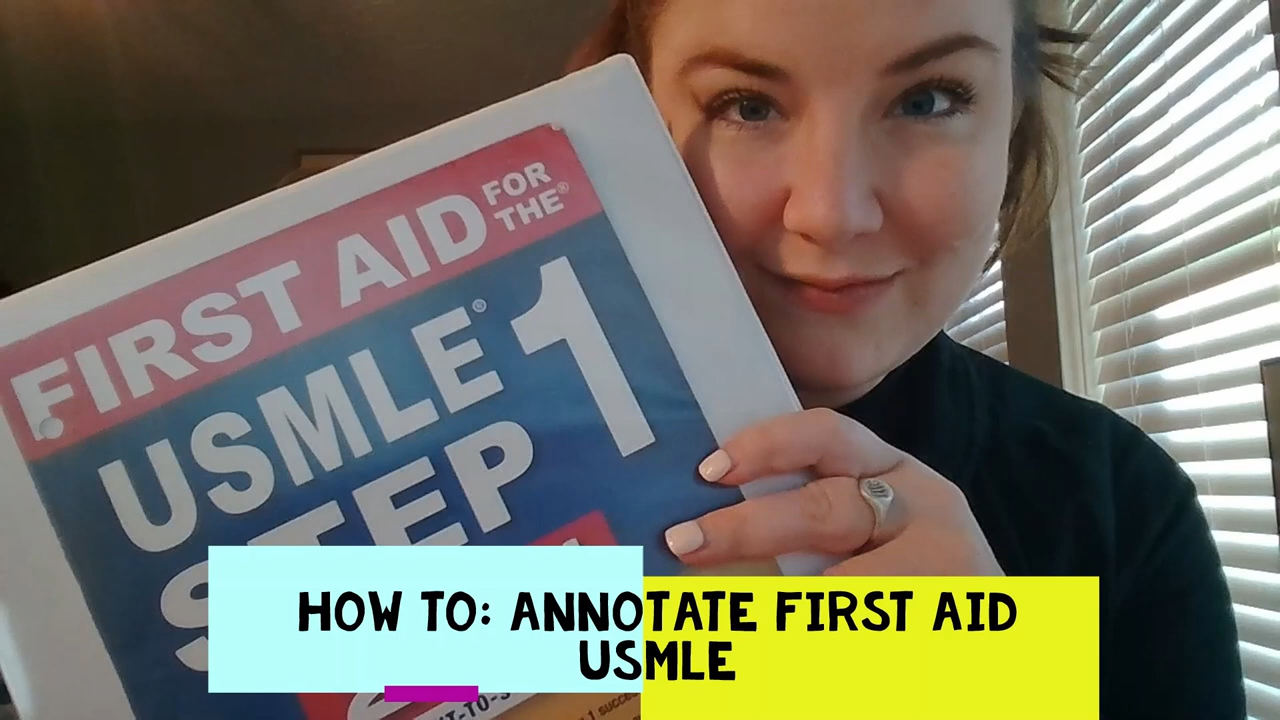 FIRST AID FOR THE®
USMLE® 1
STEP
HOW TO: ANNOTATE FIRST AID
USMLE